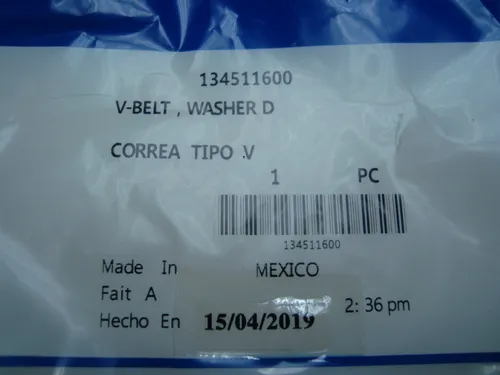 134511600
V-BELT , WASHER D
CORREA TIPO .V
1 PC
134511600
Made In MEXICO
Fait A
Hecho En 15/04/2019 2: 36 pm